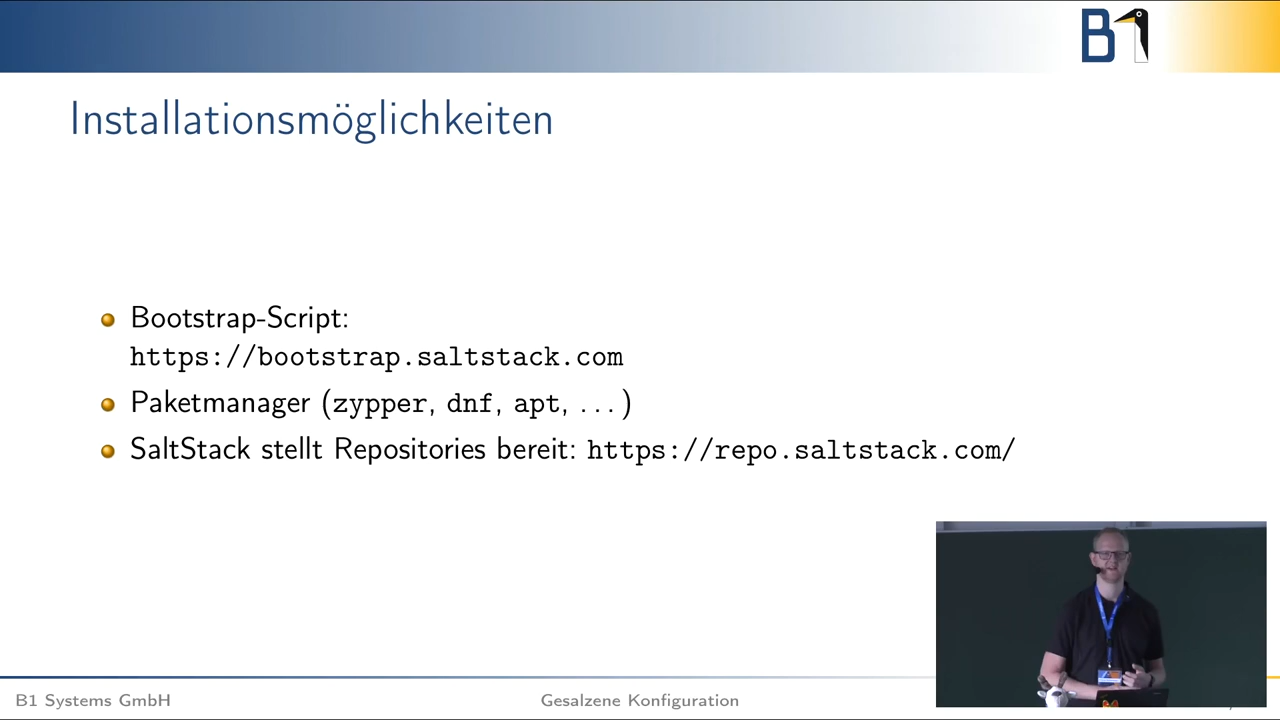 B1
Installationsmöglichkeiten
Bootstrap-Script:
https://bootstrap.saltstack.com
Paketmanager (zypper, dnf, apt, ...)
SaltStack stellt Repositories bereit: https://repo.saltstack.com/
B1 Systems GmbH
Gesalzene Konfiguration